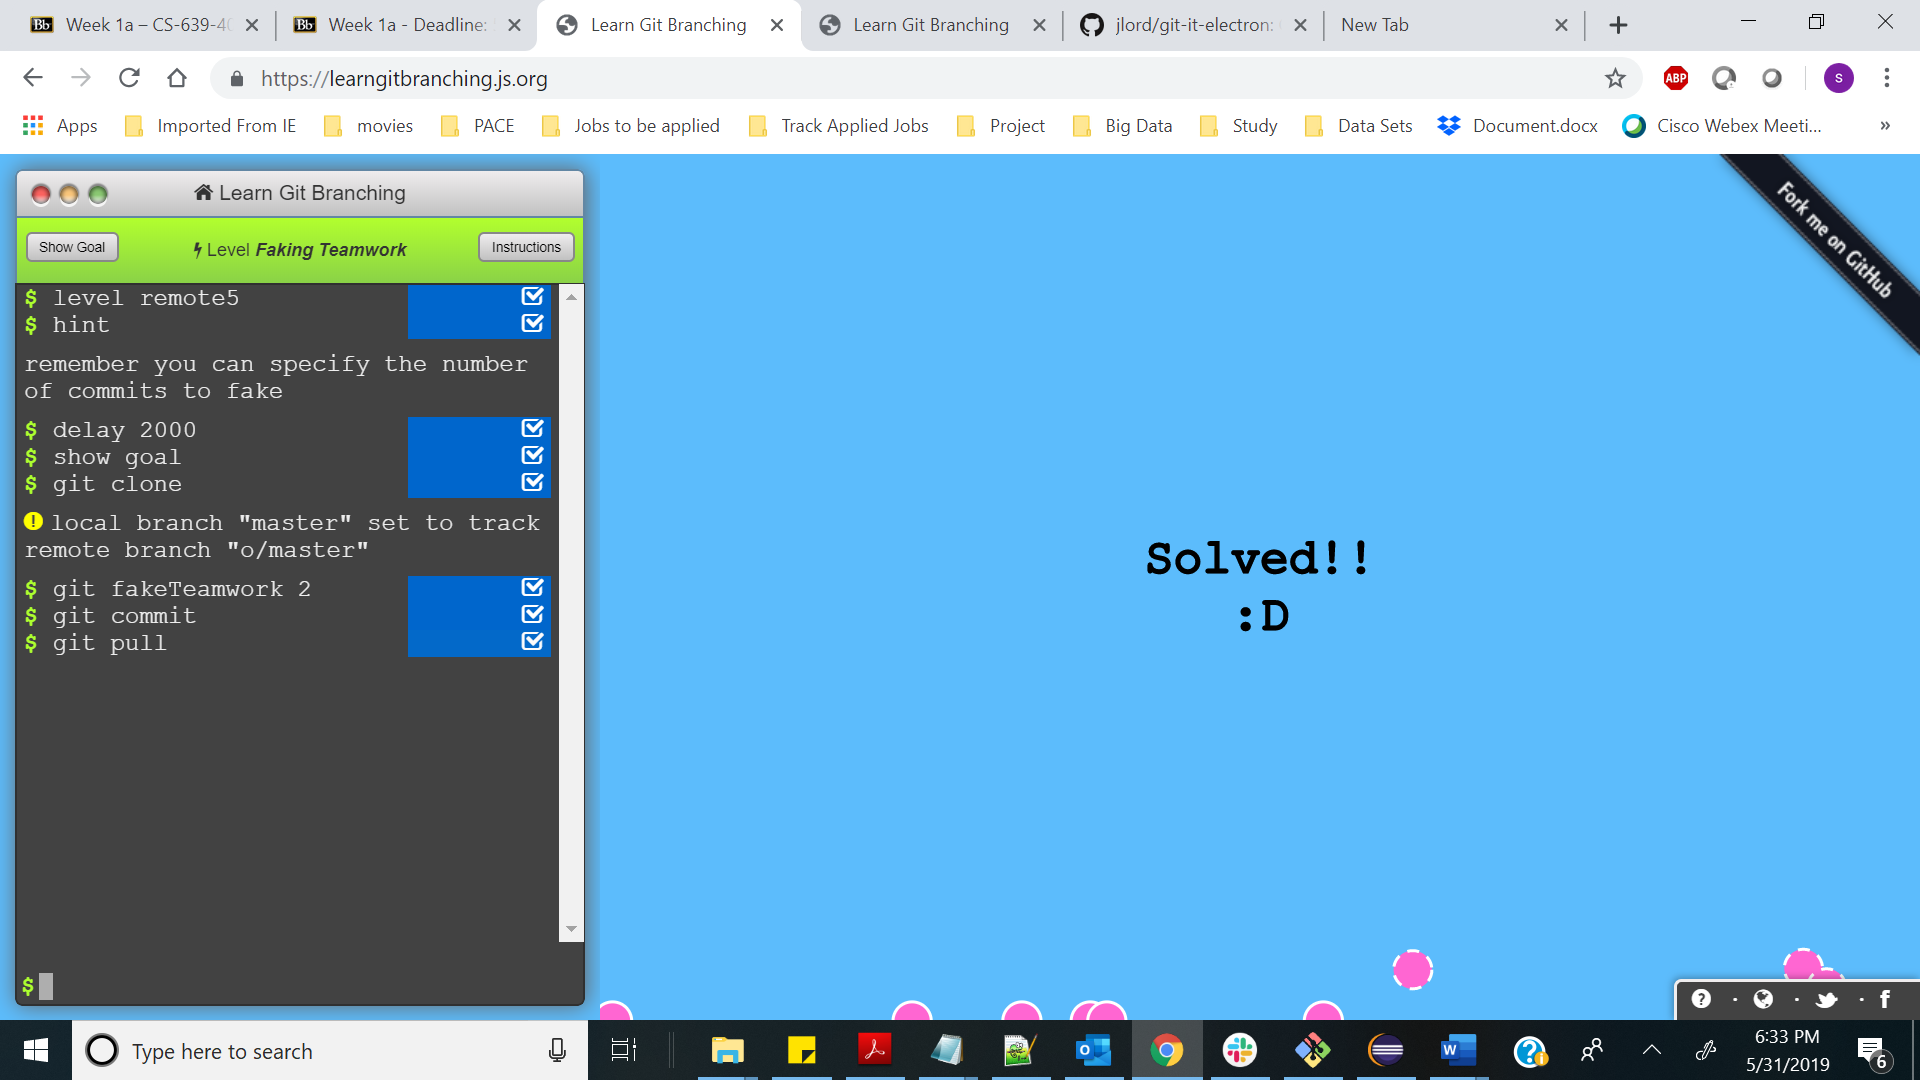 Week 1a – CS-639-40
Week 1a - Deadline:
Learn Git Branching
Learn Git Branching
jlord/git-it-electron:
New Tab
https://learngitbranching.js.org
ABP
s
Apps
Imported From IE
movies
PACE
Jobs to be applied
Track Applied Jobs
Project
Big Data
Study
Data Sets
Document.docx
Cisco Webex Meeti...
»
Learn Git Branching
Show Goal
Level Faking Teamwork
Instructions
$ level remote5
$ hint
remember you can specify the number
of commits to fake
$ delay 2000
$ show goal
$ git clone
local branch "master" set to track
remote branch "o/master"
$ git fakeTeamwork 2
$ git commit
$ git pull
$
Solved!!
:D
Fork me on GitHub
Type here to search
6:33 PM
5/31/2019
6